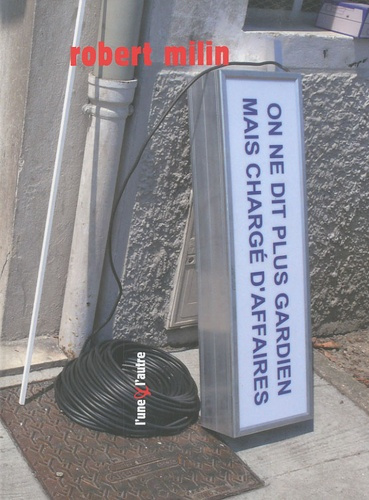 robert milin
ON NE DIT PLUS GARDIEN
MAIS CHARGÉ D'AFFAIRES
l'une & l'autre